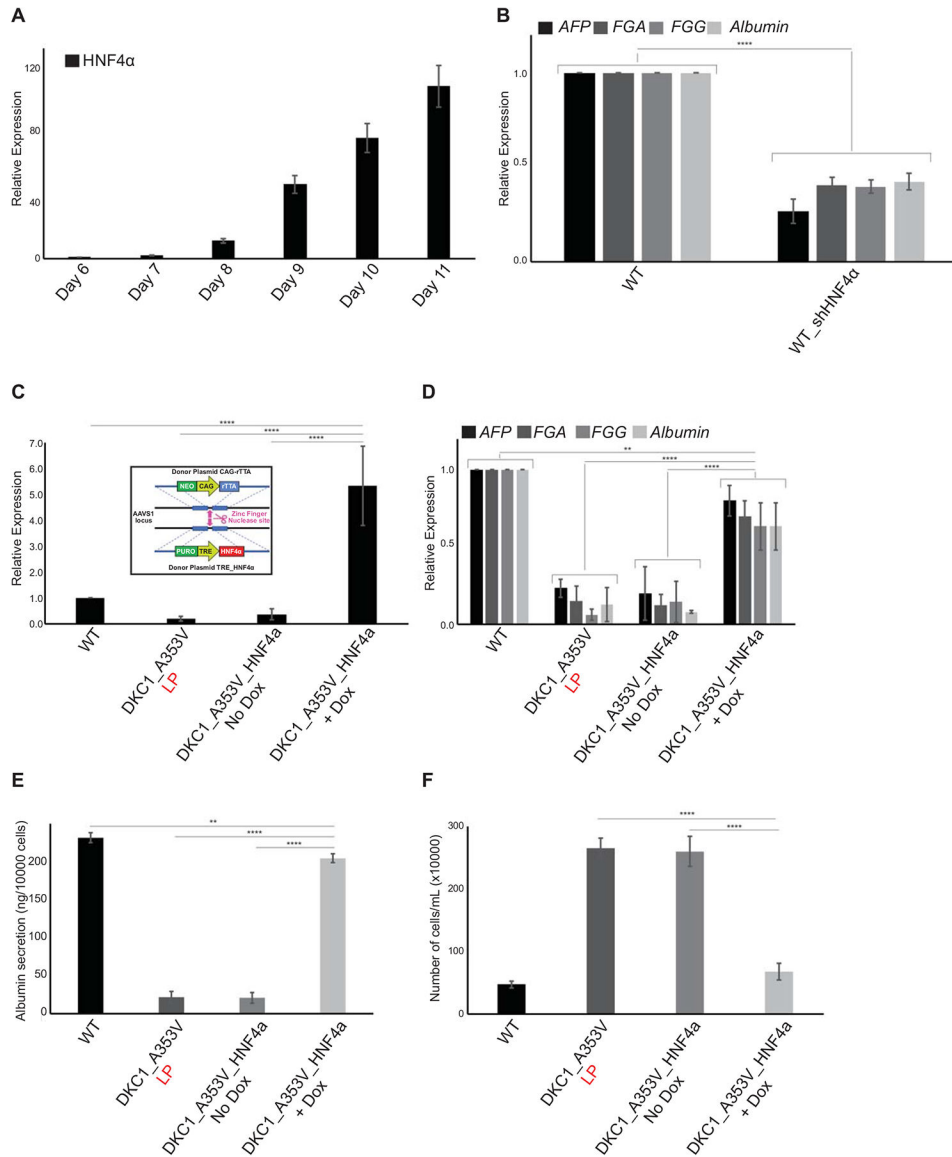 A
HNF4α
Relative Expression
120
80
40
0
Day 6
Day 7
Day 8
Day 9
Day 10
Day 11
B
AFP FGA FGG Albumin
****
Relative Expression
1.0
0.5
0.0
WT
WT_shHNF4α
C
****
****
****
Relative Expression
7.0
6.0
5.0
4.0
3.0
2.0
1.0
0.0
Donor Plasmid CAG-rTTA
NEO CAG rTTA
AAVS1
locus
Zinc Finger
Nuclease site
PURO TRE HNF4α
Donor Plasmid TRE_HNF4α
WT
DKC1_A353V
LP
DKC1_A353V_HNF4a
No Dox
DKC1_A353V_HNF4a
+ Dox
D
AFP FGA FGG Albumin
**
****
****
Relative Expression
1.0
0.5
0.0
WT
DKC1_A353V
LP
DKC1_A353V_HNF4a
No Dox
DKC1_A353V_HNF4a
+ Dox
E
**
****
****
Albumin secretion (ng/10000 cells)
200
150
100
50
0
WT
DKC1_A353V
LP
DKC1_A353V_HNF4a
No Dox
DKC1_A353V_HNF4a
+ Dox
F
****
****
Number of cells/mL (x10000)
300
200
100
50
0
WT
DKC1_A353V
LP
DKC1_A353V_HNF4a
No Dox
DKC1_A353V_HNF4a
+ Dox